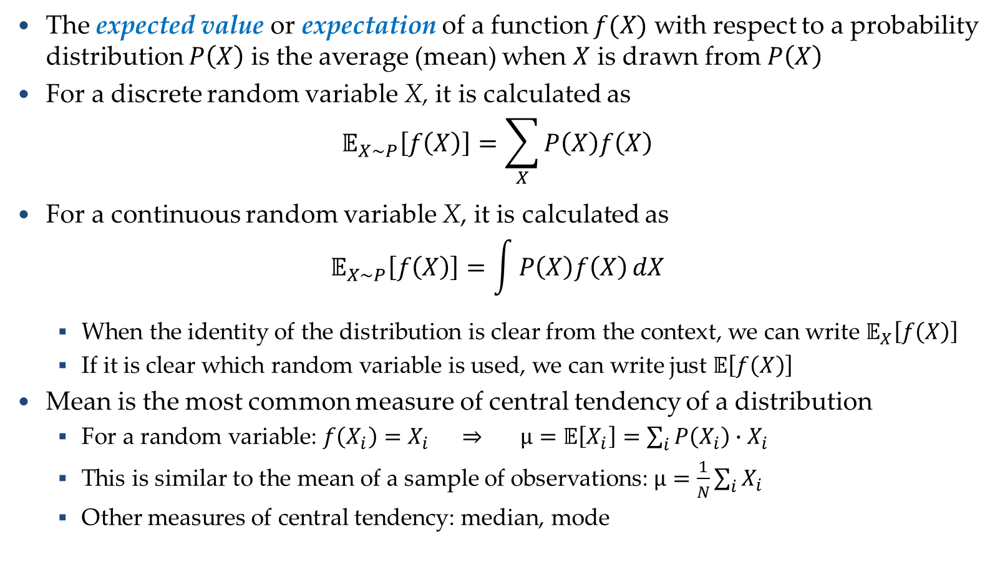 • The expected value or expectation of a function f(X) with respect to a probability
distribution P(X) is the average (mean) when X is drawn from P(X)
• For a discrete random variable X, it is calculated as
𝔼_{X~P}[f(X)] = ∑_X P(X)f(X)
• For a continuous random variable X, it is calculated as
𝔼_{X~P}[f(X)] = ∫ P(X)f(X) dX
▪ When the identity of the distribution is clear from the context, we can write 𝔼_X[f(X)]
▪ If it is clear which random variable is used, we can write just 𝔼[f(X)]
• Mean is the most common measure of central tendency of a distribution
▪ For a random variable: f(X_i) = X_i ⇒ μ = 𝔼[X_i] = ∑_i P(X_i) · X_i
▪ This is similar to the mean of a sample of observations: μ = 1/N ∑_i X_i
▪ Other measures of central tendency: median, mode